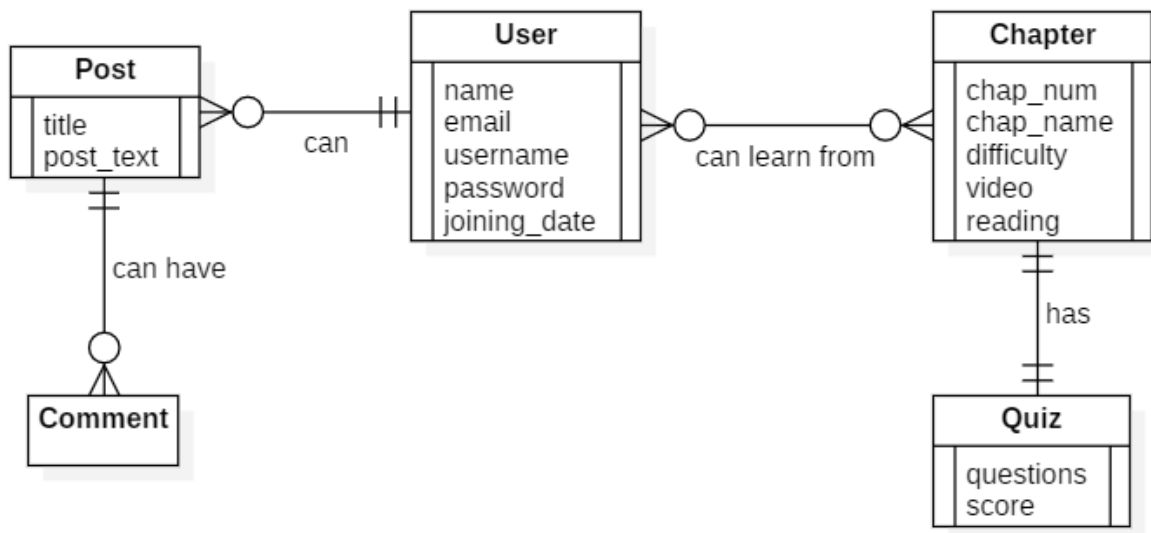 Post
title
post_text
can
User
name
email
username
password
joining_date
can learn from
Chapter
chap_num
chap_name
difficulty
video
reading
can have
has
Comment
Quiz
questions
score